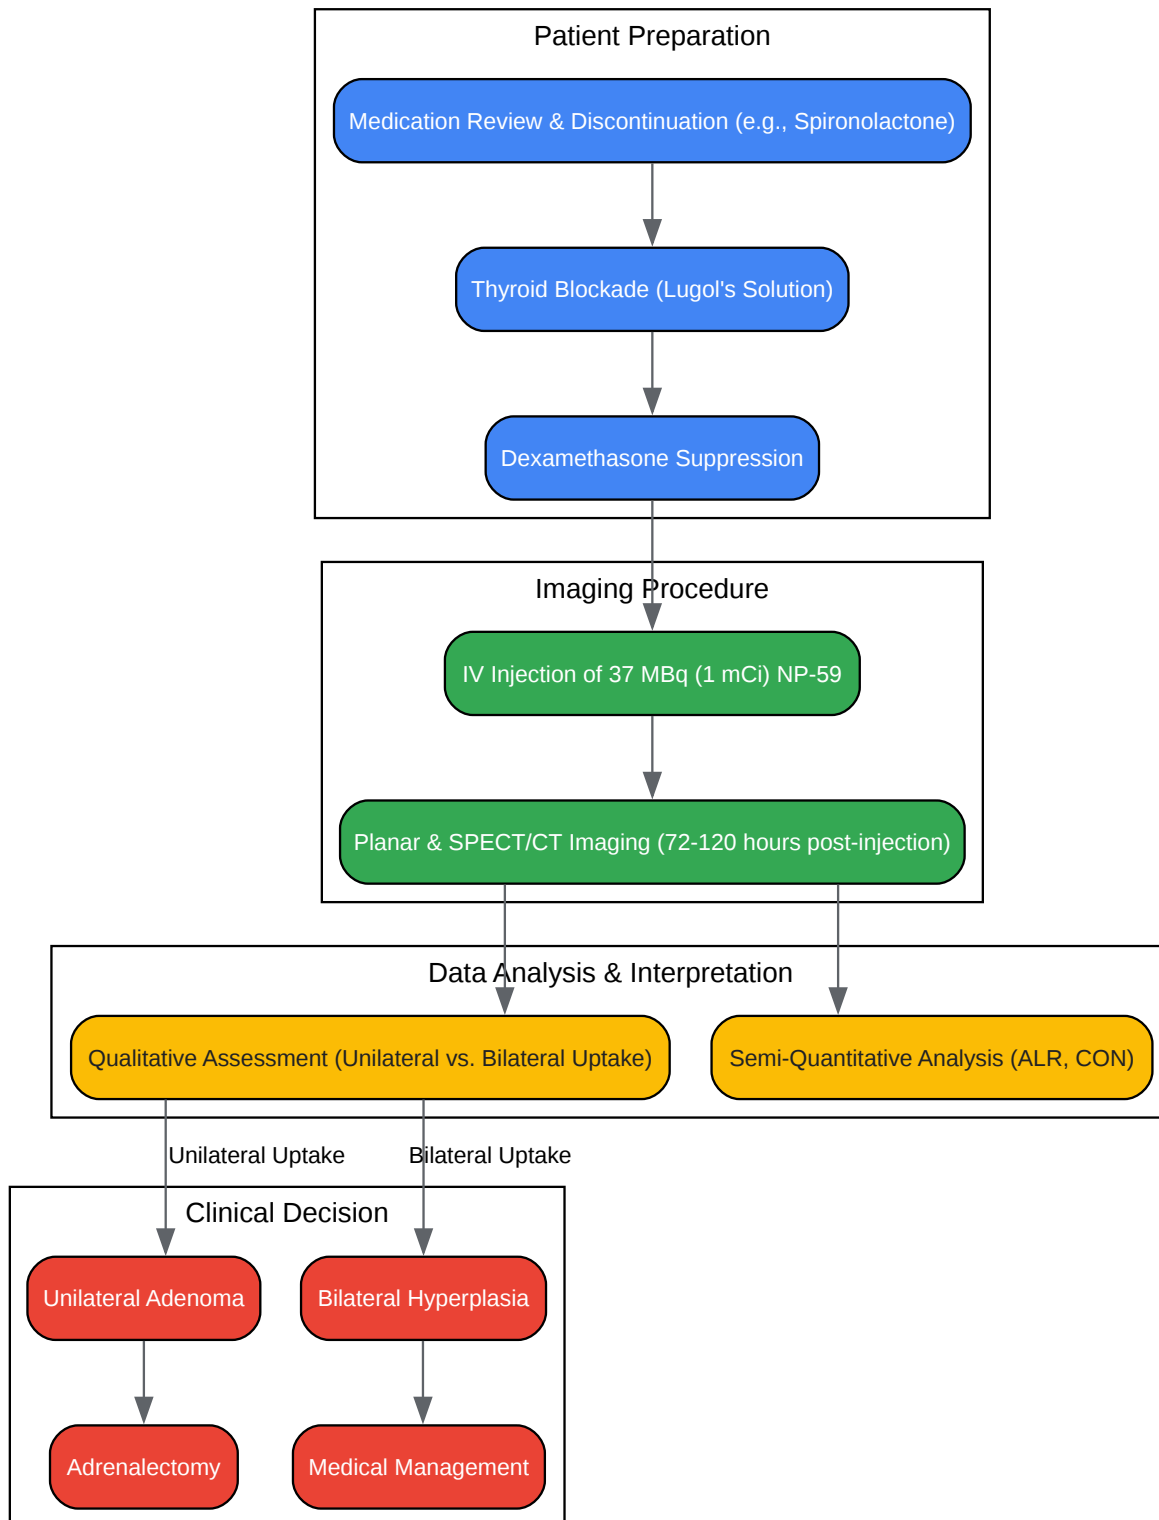 Patient Preparation
Medication Review & Discontinuation (e.g., Spironolactone)
Thyroid Blockade (Lugol's Solution)
Dexamethasone Suppression
Imaging Procedure
IV Injection of 37 MBq (1 mCi) NP-59
Planar & SPECT/CT Imaging (72-120 hours post-injection)
Data Analysis & Interpretation
Qualitative Assessment (Unilateral vs. Bilateral Uptake)
Semi-Quantitative Analysis (ALR, CON)
Unilateral Uptake
Bilateral Uptake
Clinical Decision
Unilateral Adenoma
Bilateral Hyperplasia
Adrenalectomy
Medical Management